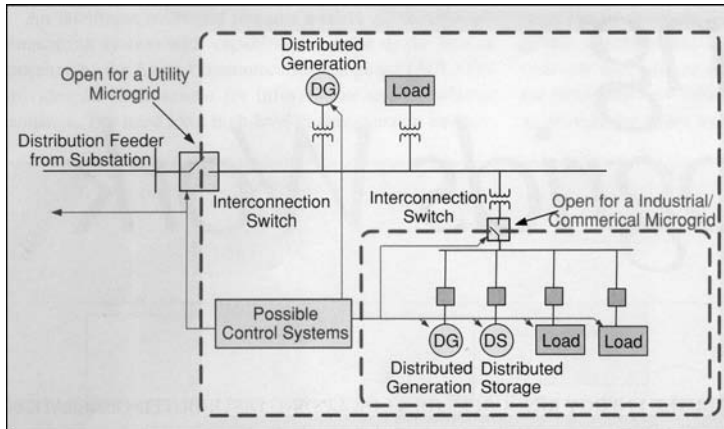 Distributed
Generation
DG
Load
Open for a Utility
Microgrid
Distribution Feeder
from Substation
Interconnection
Switch
Interconnection
Switch
Open for a Industrial/
Commerical Microgrid
Possible
Control Systems
DG
DS
Load
Load
Distributed
Generation
Distributed
Storage